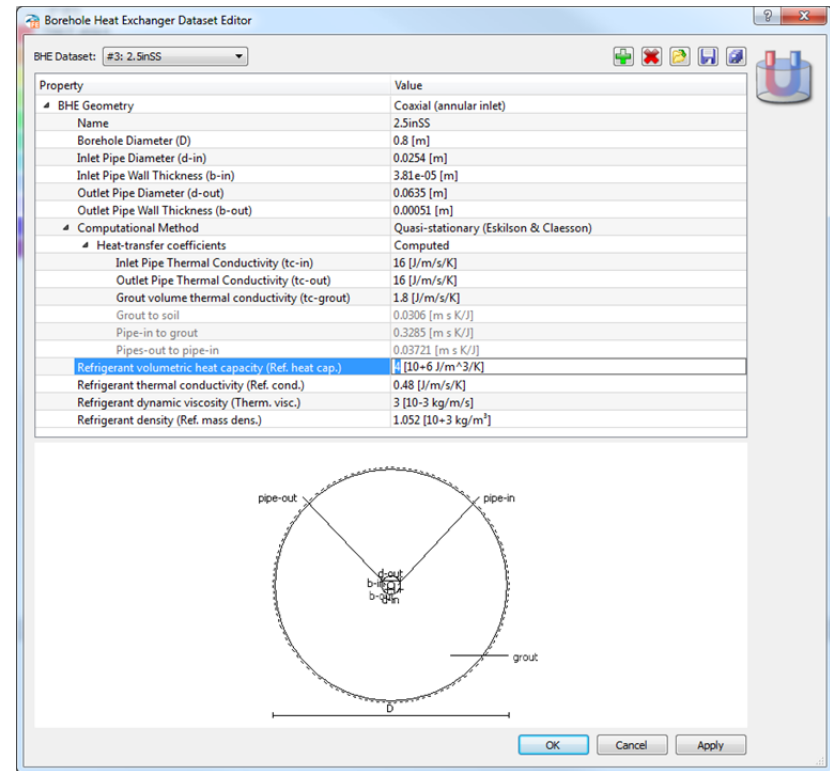 Borehole Heat Exchanger Dataset Editor
BHE Dataset: #3: 2.5inSS
Property Value
BHE Geometry Coaxial (annular inlet)
Name 2.5inSS
Borehole Diameter (D) 0.8 [m]
Inlet Pipe Diameter (d-in) 0.0254 [m]
Inlet Pipe Wall Thickness (b-in) 3.81e-05 [m]
Outlet Pipe Diameter (d-out) 0.0635 [m]
Outlet Pipe Wall Thickness (b-out) 0.00051 [m]
Computational Method Quasi-stationary (Eskilson & Claesson)
Heat-transfer coefficients Computed
Inlet Pipe Thermal Conductivity (tc-in) 16 [J/m/s/K]
Outlet Pipe Thermal Conductivity (tc-out) 16 [J/m/s/K]
Grout volume thermal conductivity (tc-grout) 1.8 [J/m/s/K]
Grout to soil 0.0306 [m s K/J]
Pipe-in to grout 0.3285 [m s K/J]
Pipes-out to pipe-in 0.03721 [m s K/J]
Refrigerant volumetric heat capacity (Ref. heat cap.) 4 [10+6 J/m^3/K]
Refrigerant thermal conductivity (Ref. cond.) 0.48 [J/m/s/K]
Refrigerant dynamic viscosity (Therm. visc.) 3 [10-3 kg/m/s]
Refrigerant density (Ref. mass dens.) 1.052 [10+3 kg/m³]
pipe-out pipe-in
d-out
b-in
b-out
d-in
grout
D
OK Cancel Apply